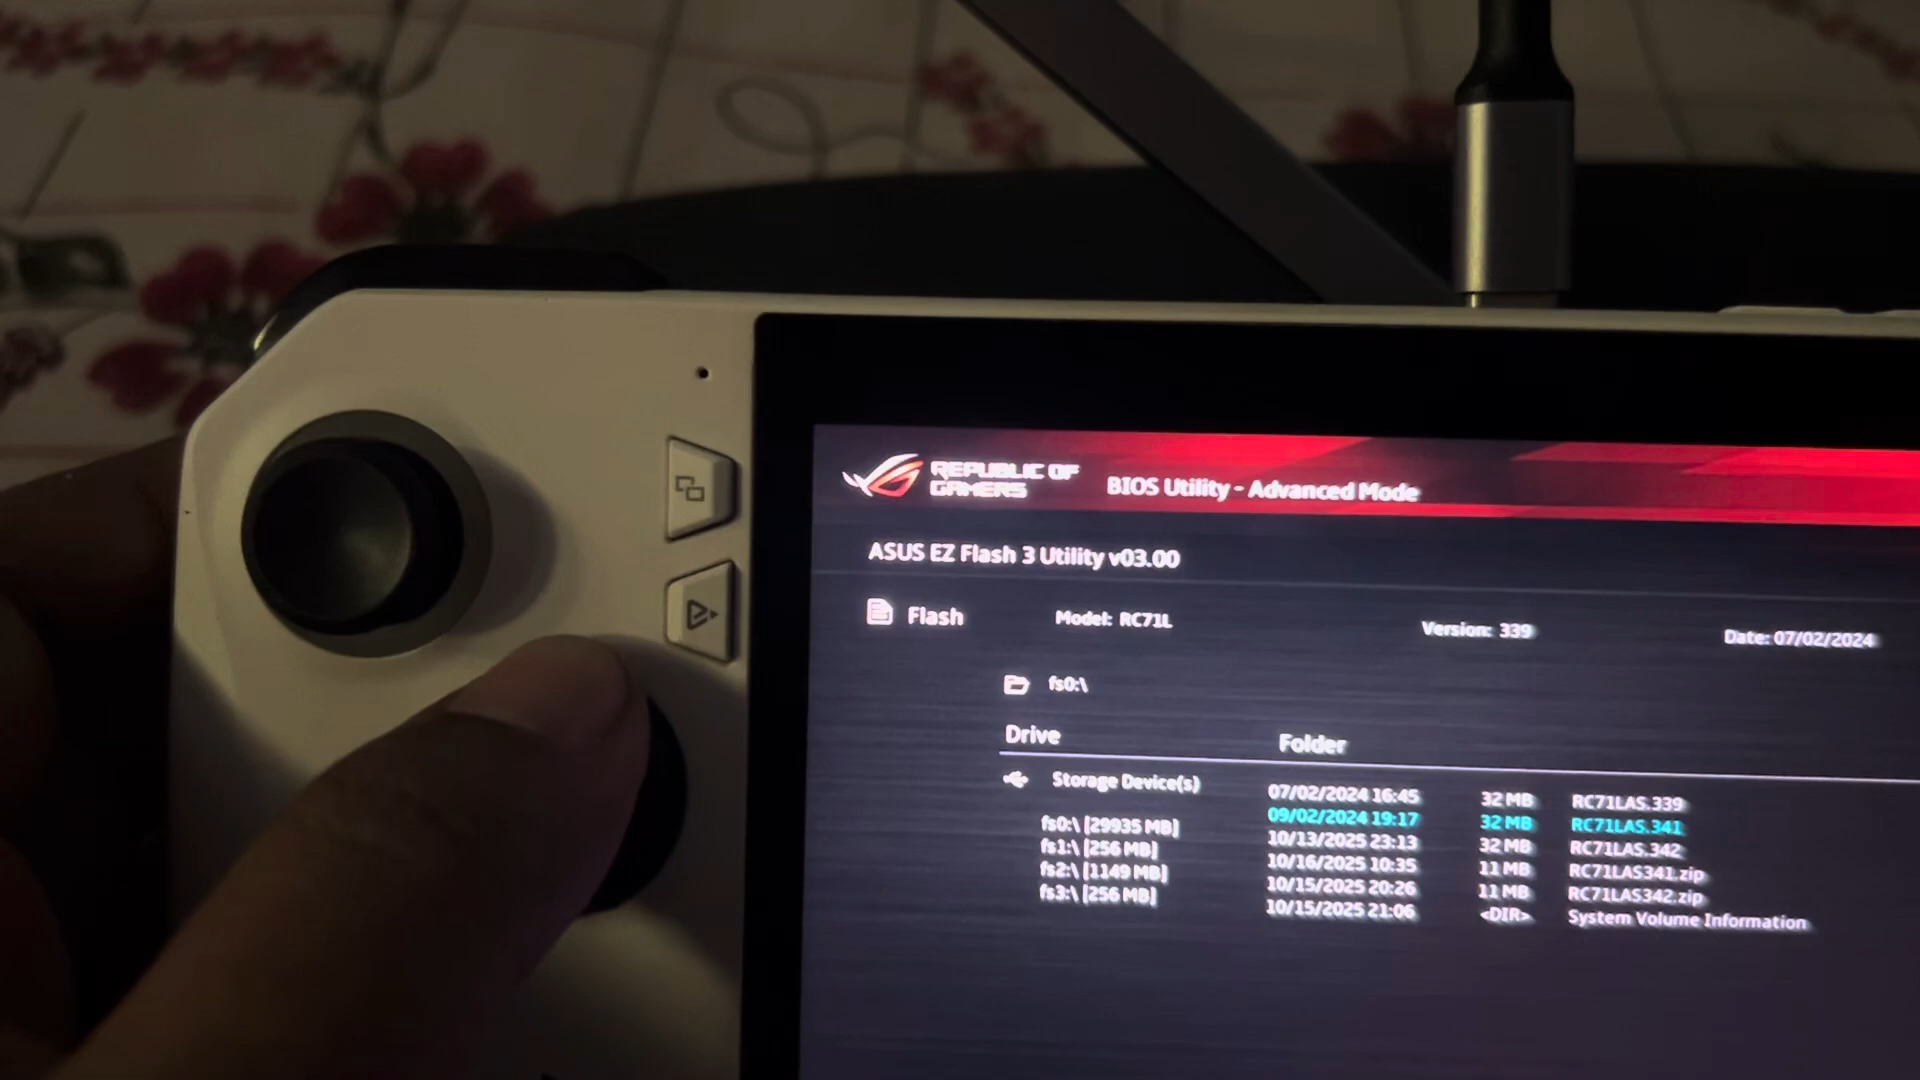 REPUBLIC OF
GAMERS
BIOS Utility - Advanced Mode
ASUS EZ Flash 3 Utility v03.00
Flash
Model: RC71L
Version: 339
Date: 07/02/2024
fs0:\
Drive
Folder
Storage Device(s)
fs0:\ [29935 MB]
fs1:\ [256 MB]
fs2:\ [1149 MB]
fs3:\ [256 MB]
07/02/2024 16:45 32 MB RC71LAS.339
09/02/2024 19:17 32 MB RC71LAS.341
10/13/2025 23:13 32 MB RC71LAS.342
10/16/2025 10:35 11 MB RC71LAS341.zip
10/15/2025 20:26 11 MB RC71LAS342.zip
10/15/2025 21:06 <DIR> System Volume Information